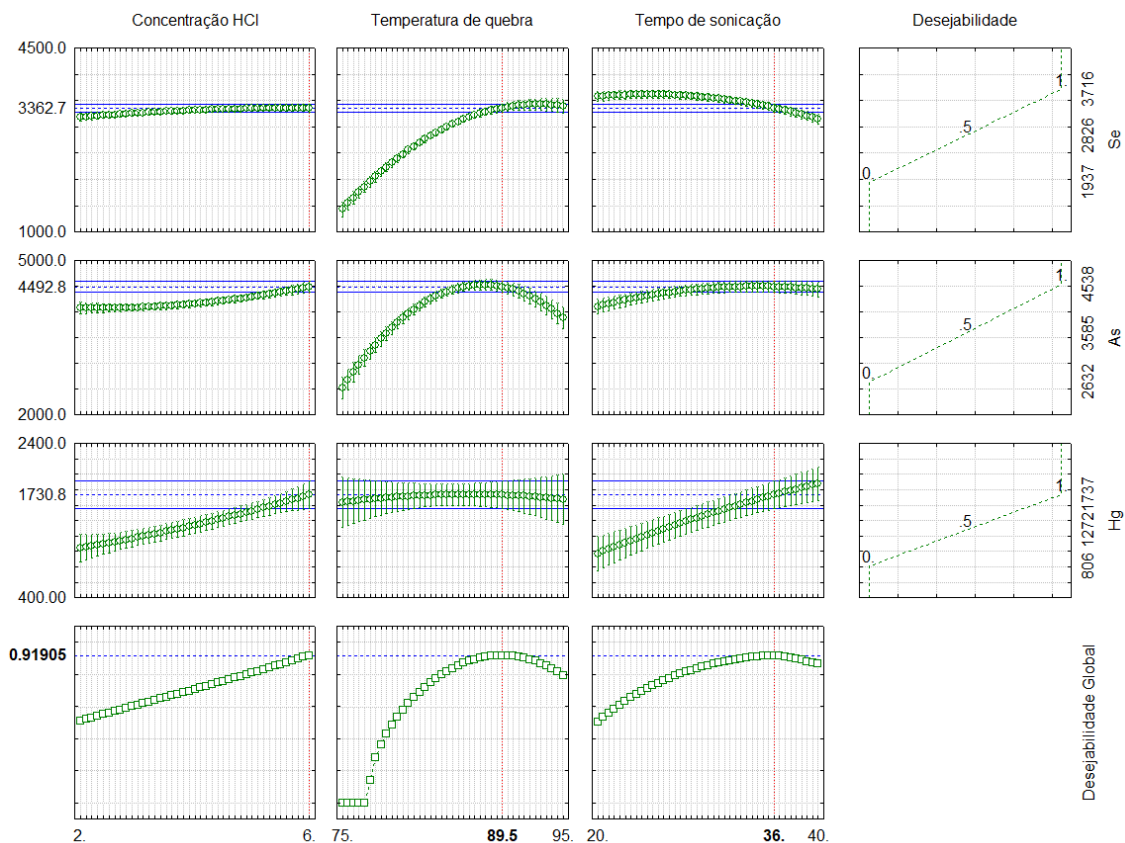 Concentração HCl Temperatura de quebra Tempo de sonicação Desejabilidade
4500.0
3362.7
1000.0
0.
.5
1.
1937 2826 3716
Se
5000.0
4492.8
2000.0
0.
.5
1.
2632 3585 4538
As
2400.0
1730.8
400.00
0.
.5
1.
806 1272 1737
Hg
0.91905
Desejabilidade Global
2. 6. 75. 89.5 95. 20. 36. 40.